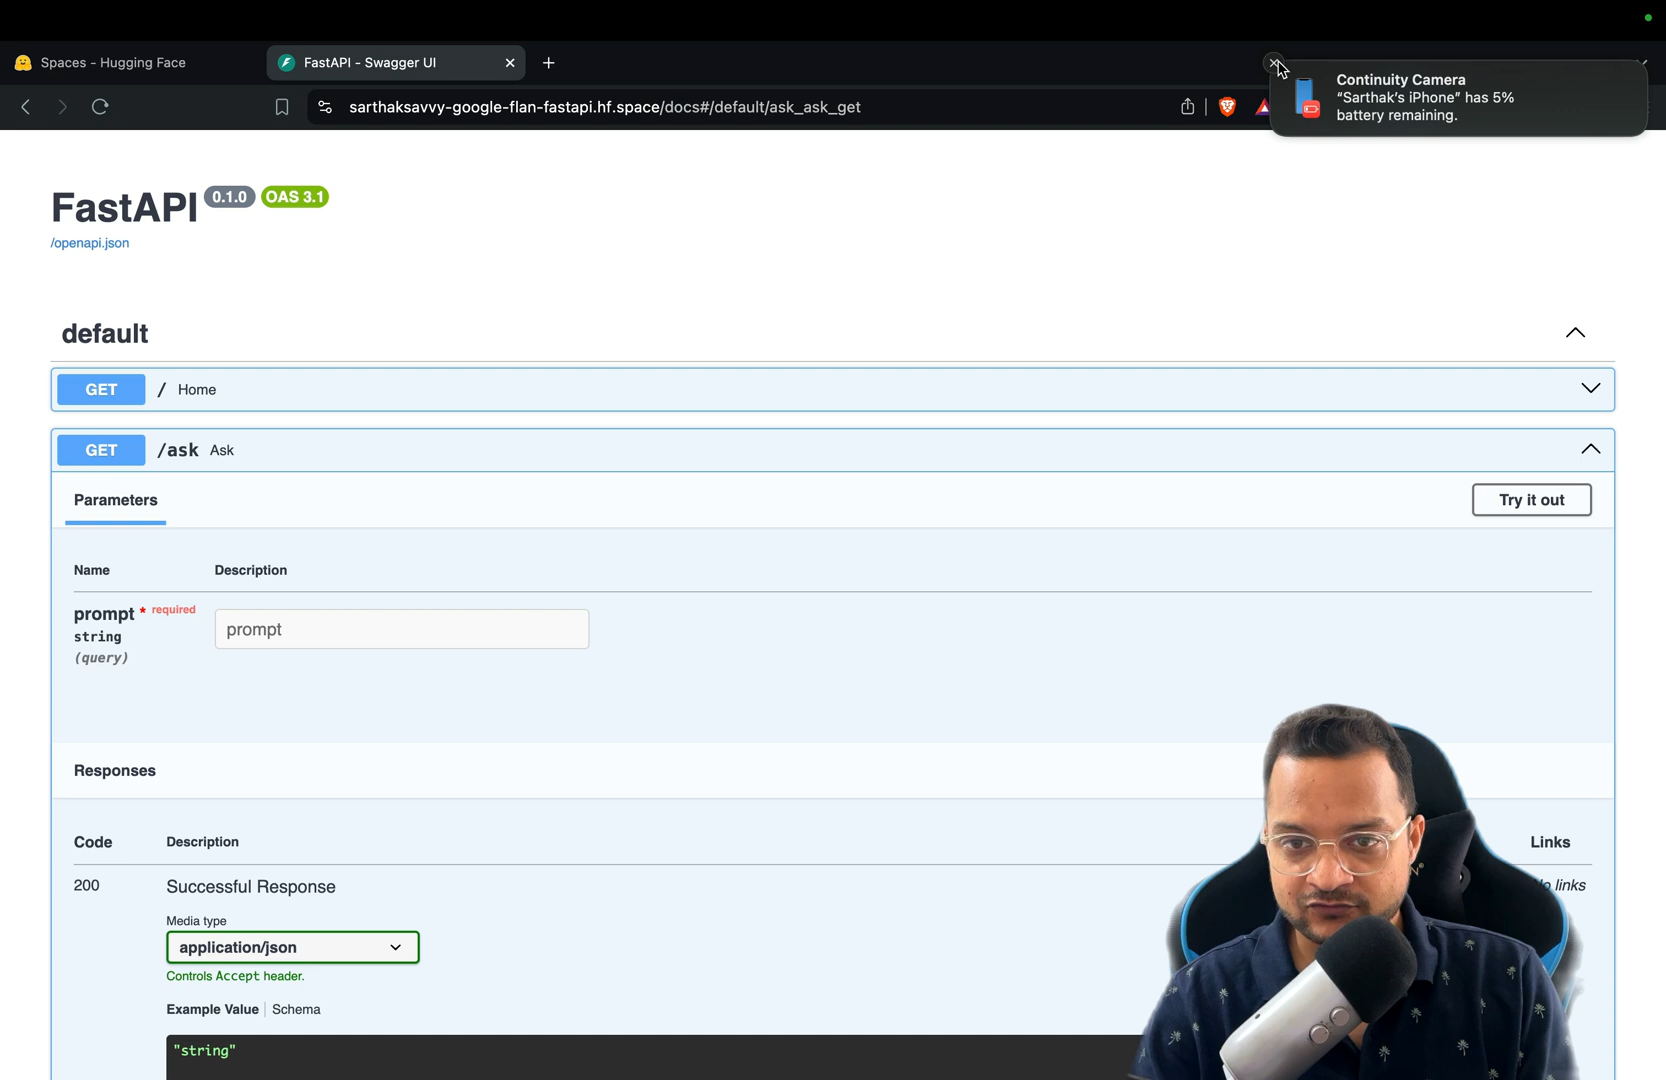 Spaces - Hugging Face
FastAPI - Swagger UI
sarthaksavvy-google-flan-fastapi.hf.space/docs#/default/ask_ask_get
Continuity Camera
“Sarthak’s iPhone” has 5%
battery remaining.
FastAPI 0.1.0 OAS 3.1
/openapi.json
default
GET / Home
GET /ask Ask
Parameters
Try it out
Name Description
prompt * required
string
(query)
prompt
Responses
Code Description Links
200 Successful Response links
Media type
application/json
Controls Accept header.
Example Value Schema
"string"